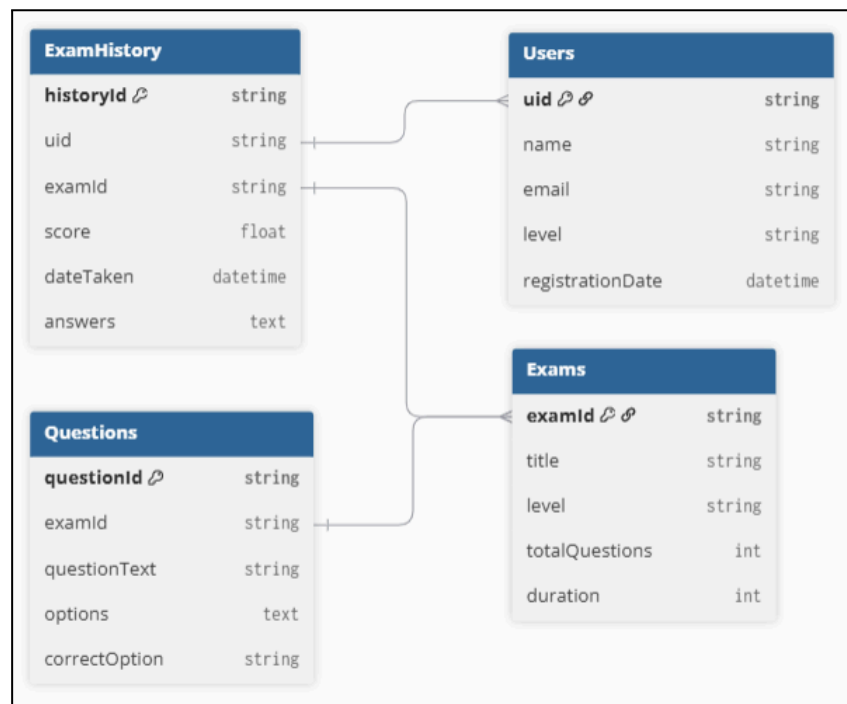 ExamHistory
historyId string
uid string
examId string
score float
dateTaken datetime
answers text
Users
uid string
name string
email string
level string
registrationDate datetime
Questions
questionId string
examId string
questionText string
options text
correctOption string
Exams
examId string
title string
level string
totalQuestions int
duration int